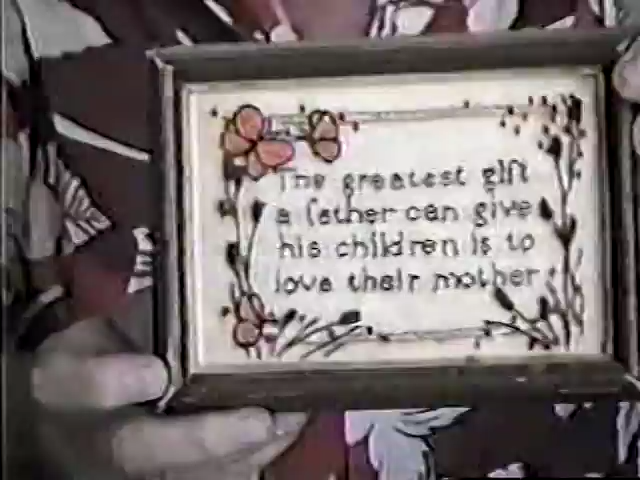 The greatest gift
a father can give
his children is to
love their mother